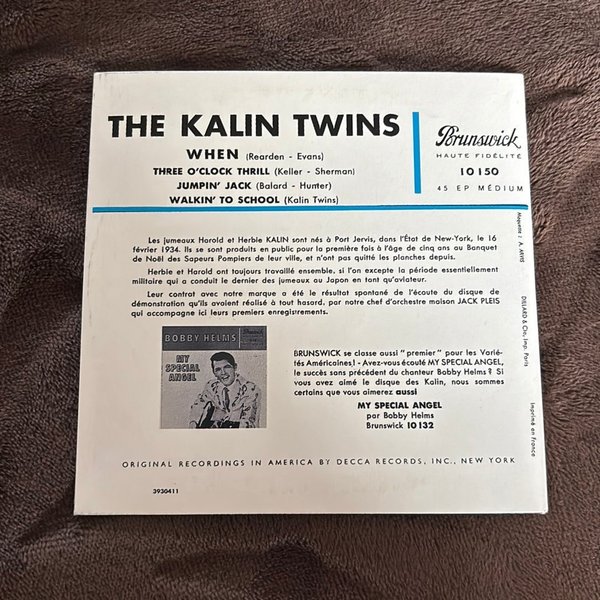 THE KALIN TWINS
WHEN (Rearden - Evans)
THREE O'CLOCK THRILL (Keller - Sherman)
JUMPIN' JACK (Balard - Hunter)
WALKIN' TO SCHOOL (Kalin Twins)
Brunswick
HAUTE FIDÉLITÉ
10 150
45 EP MÉDIUM
Les jumeaux Harold et Herbie KALIN sont nés à Port Jervis, dans l'État de New-York, le 16
février 1934. Ils se sont produits en public pour la première fois à l'âge de cinq ans au Banquet
de Noël des Sapeurs Pompiers de leur ville, et n'ont pas quitté les planches depuis.
Herbie et Harold ont toujours travaillé ensemble, si l'on excepte la période essentiellement
militaire qui a conduit le dernier des jumeaux au Japon en tant qu'aviateur.
Leur contrat avec notre marque a été le résultat spontané de l'écoute du disque de
démonstration qu'ils avaient réalisé à tout hasard, par notre chef d'orchestre maison JACK PLEIS
qui accompagne ici leurs premiers enregistrements.
BOBBY HELMS
Brunswick
MY
SPECIAL
ANGEL
BRUNSWICK se classe aussi "premier" pour les Varié-
tés Américaines ! - Avez-vous écouté MY SPECIAL ANGEL,
le succès sans précédent du chanteur Bobby Helms ? Si
vous avez aimé le disque des Kalin, nous sommes
certains que vous aimerez aussi
MY SPECIAL ANGEL
par Bobby Helms
Brunswick 10 132
ORIGINAL RECORDINGS IN AMERICA BY DECCA RECORDS, INC., NEW YORK
3930411
Maquette : A.
DILLARD & Cie, Imp. Paris
Imprimé en France